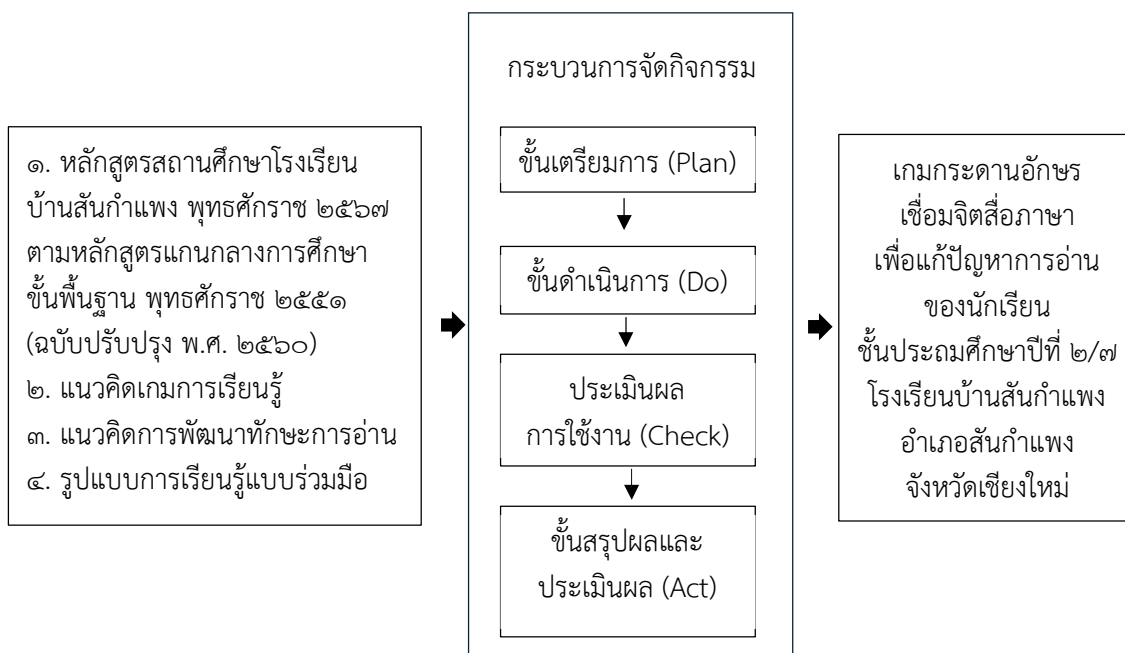 ๑. หลักสูตรสถานศึกษาโรงเรียน
บ้านสันกำแพง พุทธศักราช ๒๕๖๗
ตามหลักสูตรแกนกลางการศึกษา
ขั้นพื้นฐาน พุทธศักราช ๒๕๕๑
(ฉบับปรับปรุง พ.ศ. ๒๕๖๐)
๒. แนวคิดเกมการเรียนรู้
๓. แนวคิดการพัฒนาทักษะการอ่าน
๔. รูปแบบการเรียนรู้แบบร่วมมือ
กระบวนการจัดกิจกรรม
ขั้นเตรียมการ (Plan)
ขั้นดำเนินการ (Do)
ประเมินผล
การใช้งาน (Check)
ขั้นสรุปผลและ
ประเมินผล (Act)
เกมกระดานอักษร
เชื่อมจิตสื่อภาษา
เพื่อแก้ปัญหาการอ่าน
ของนักเรียน
ชั้นประถมศึกษาปีที่ ๒/๗
โรงเรียนบ้านสันกำแพง
อำเภอสันกำแพง
จังหวัดเชียงใหม่